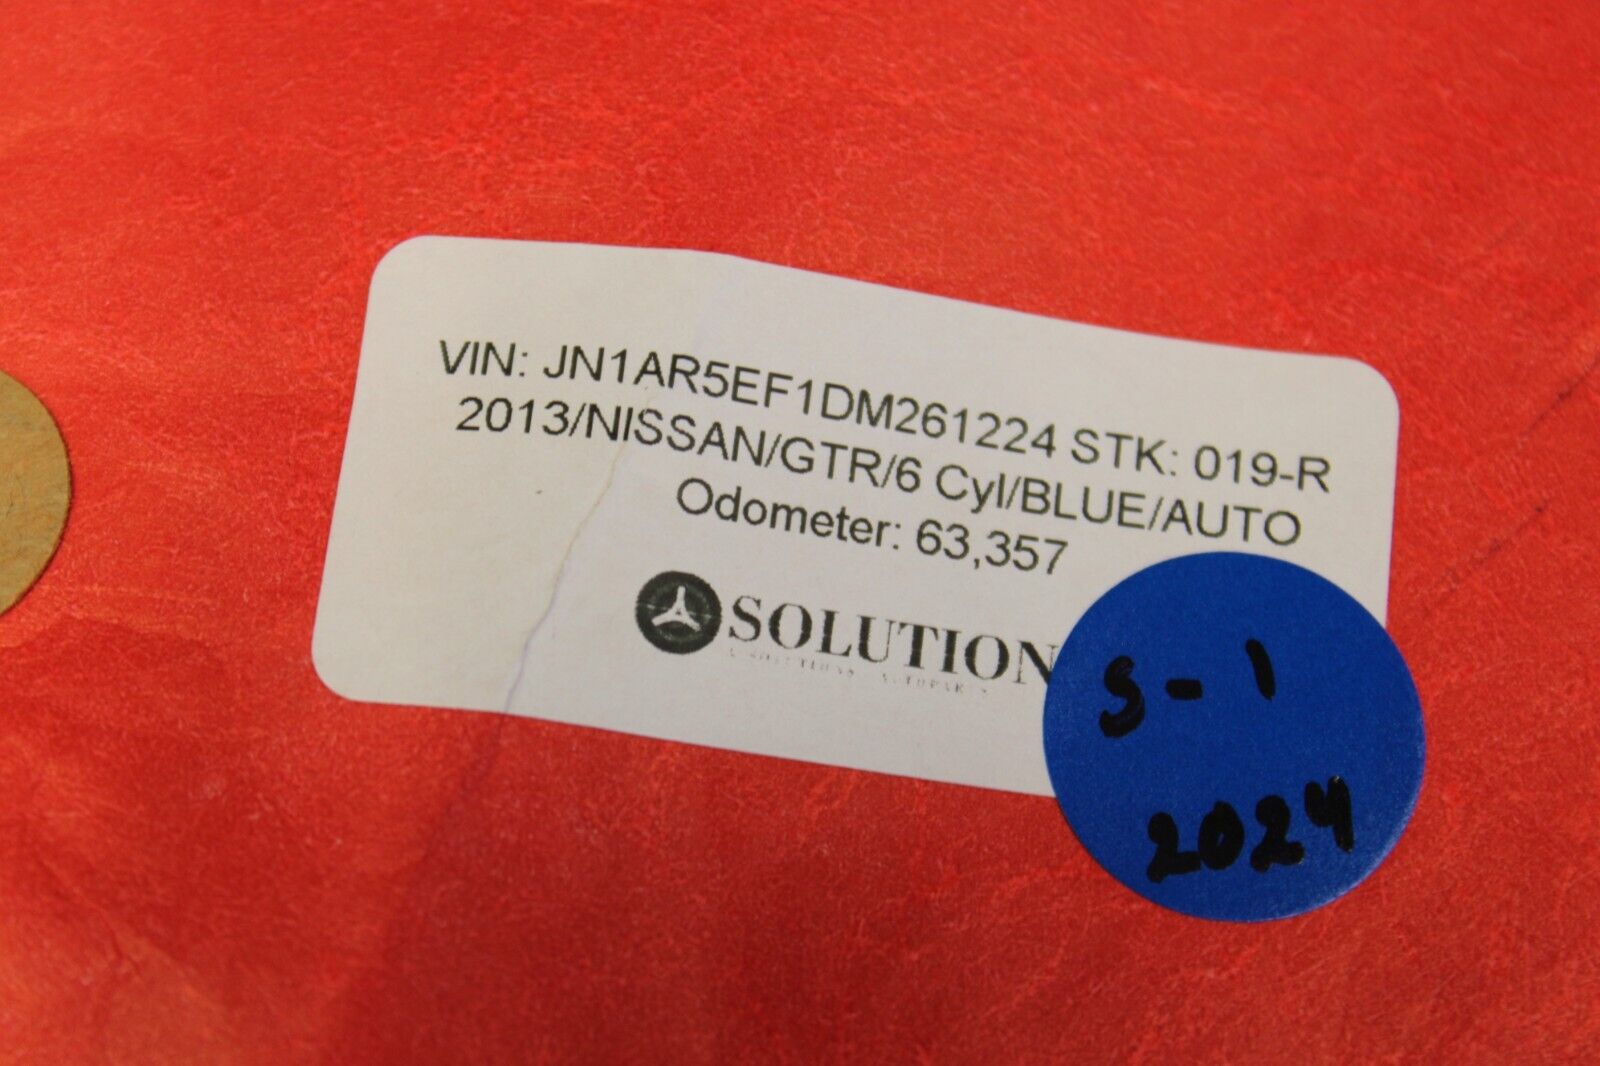 VIN: JN1AR5EF1DM261224 STK: 019-R
2013/NISSAN/GTR/6 Cyl/BLUE/AUTO
Odometer: 63,357
SOLUTION
S-1
2024